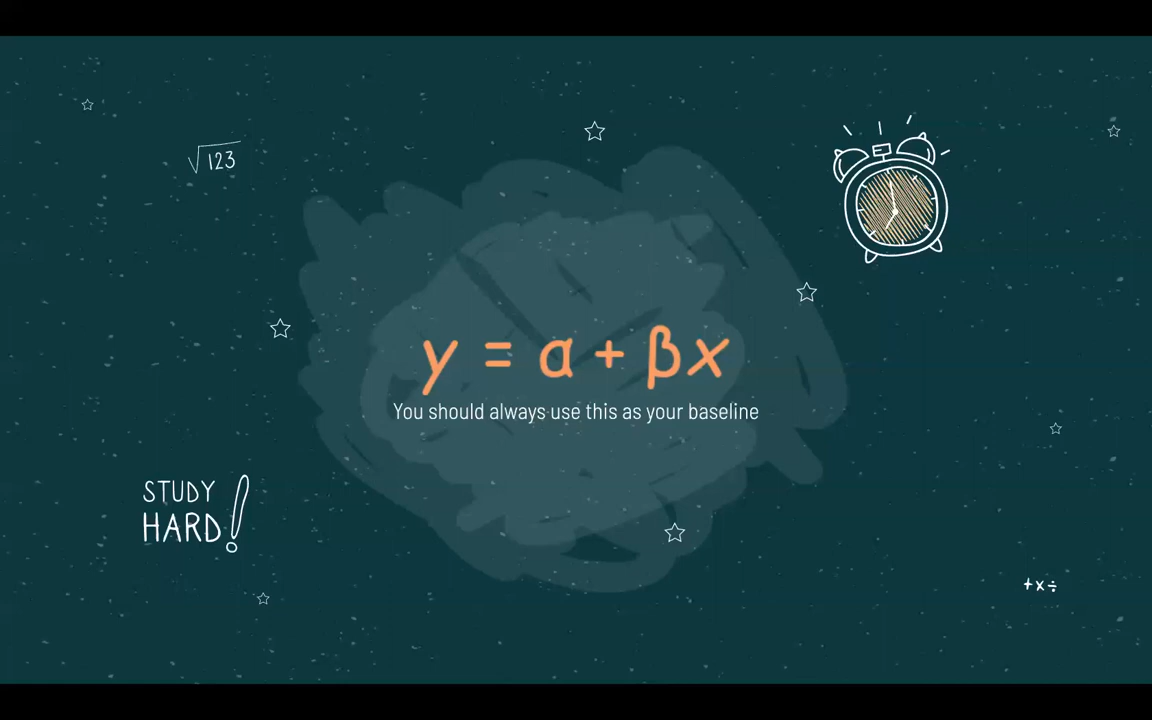 √123
y = α + βx
You should always use this as your baseline
STUDY
HARD!
+x÷